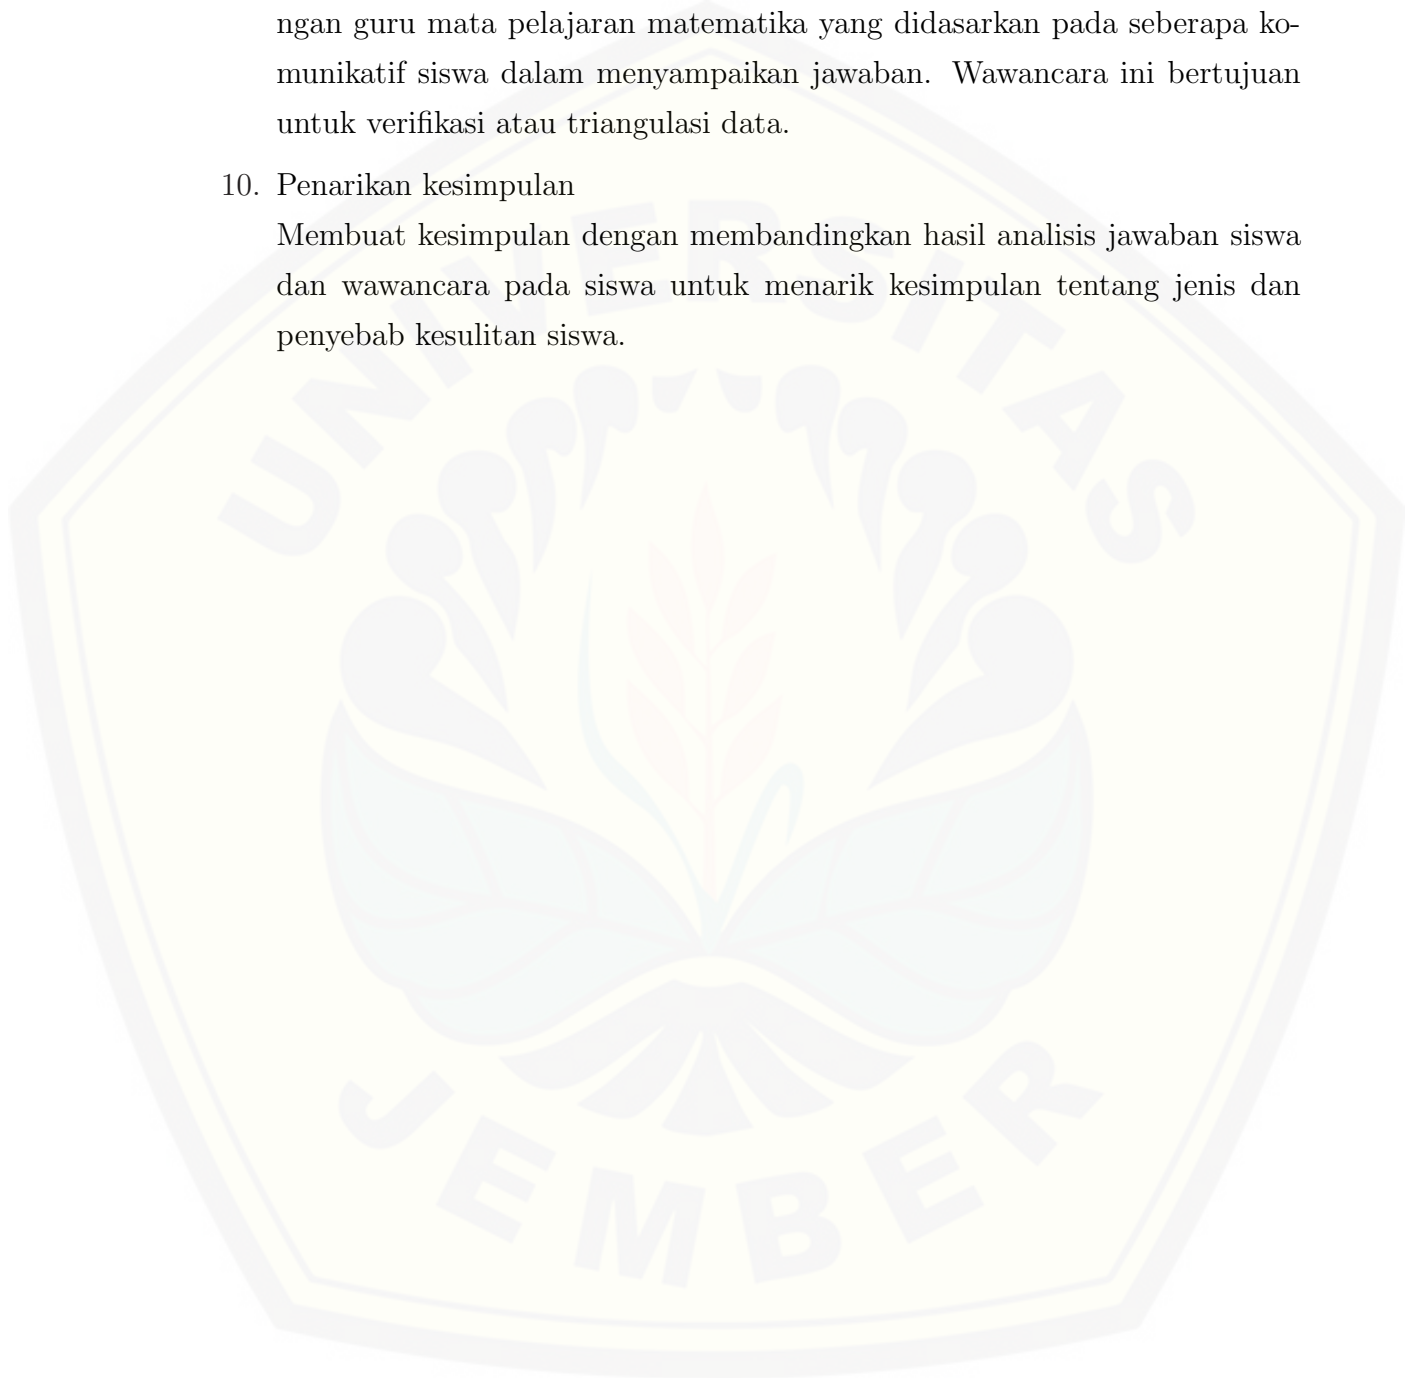 ngan guru mata pelajaran matematika yang didasarkan pada seberapa ko-
munikatif siswa dalam menyampaikan jawaban. Wawancara ini bertujuan
untuk verifikasi atau triangulasi data.
10. Penarikan kesimpulan
Membuat kesimpulan dengan membandingkan hasil analisis jawaban siswa
dan wawancara pada siswa untuk menarik kesimpulan tentang jenis dan
penyebab kesulitan siswa.
UNIVERSITAS
JEMBER